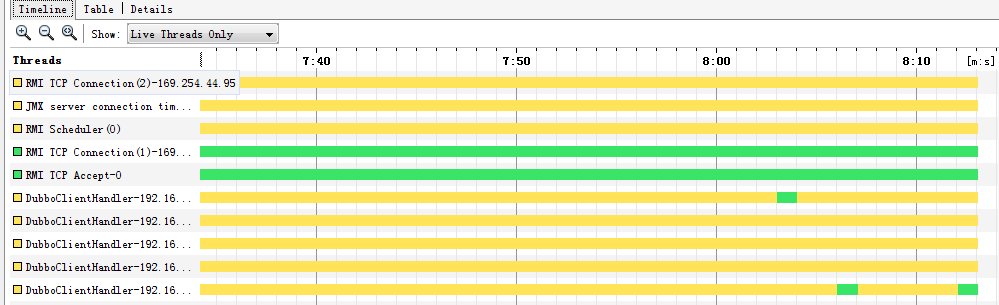 Timeline Table Details
Show: Live Threads Only
Threads 7:40 7:50 8:00 8:10 [m:s]
RMI TCP Connection(2)-169.254.44.95
JMX server connection tim...
RMI Scheduler(0)
RMI TCP Connection(1)-169...
RMI TCP Accept-0
DubboClientHandler-192.16...
DubboClientHandler-192.16...
DubboClientHandler-192.16...
DubboClientHandler-192.16...
DubboClientHandler-192.16...